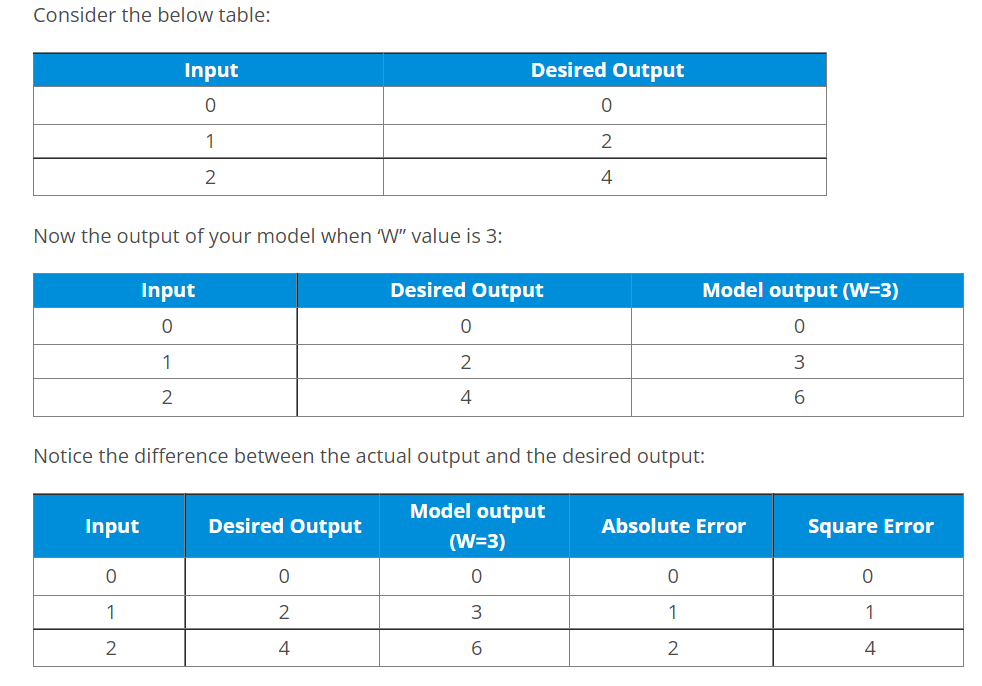 Consider the below table:
Input Desired Output
0 0
1 2
2 4
Now the output of your model when ‘W” value is 3:
Input Desired Output Model output (W=3)
0 0 0
1 2 3
2 4 6
Notice the difference between the actual output and the desired output:
Input Desired Output Model output (W=3) Absolute Error Square Error
0 0 0 0 0
1 2 3 1 1
2 4 6 2 4